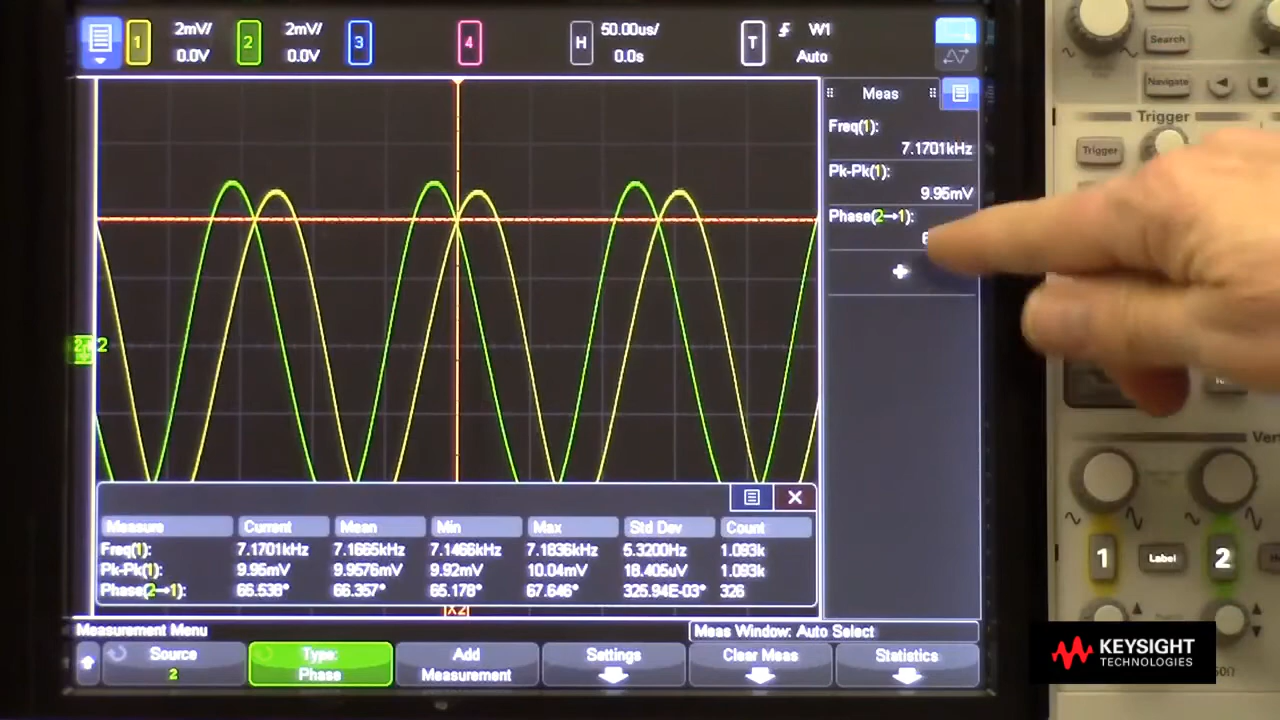 1 2mV/ 2 2mV/ 3 4 H 50.00us/ T W1
0.0V 0.0V 0.0s Auto
Meas
Freq(1):
7.1701kHz
Pk-Pk(1):
9.95mV
Phase(2→1):
2
Measure Current Mean Min Max Std Dev Count
Freq(1): 7.1701kHz 7.1665kHz 7.1466kHz 7.1836kHz 5.3200Hz 1.093k
Pk-Pk(1): 9.95mV 9.9576mV 9.92mV 10.04mV 18.405uV 1.093k
Phase(2→1): 66.538° 66.357° 65.178° 67.646° 325.94E-03° 326
X2
Measurement Menu Meas Window: Auto Select
Source Type: Add Settings Clear Meas Statistics
2 Phase Measurement
Search
Navigate
Trigger
Trigger
1 Label 2
KEYSIGHT
TECHNOLOGIES